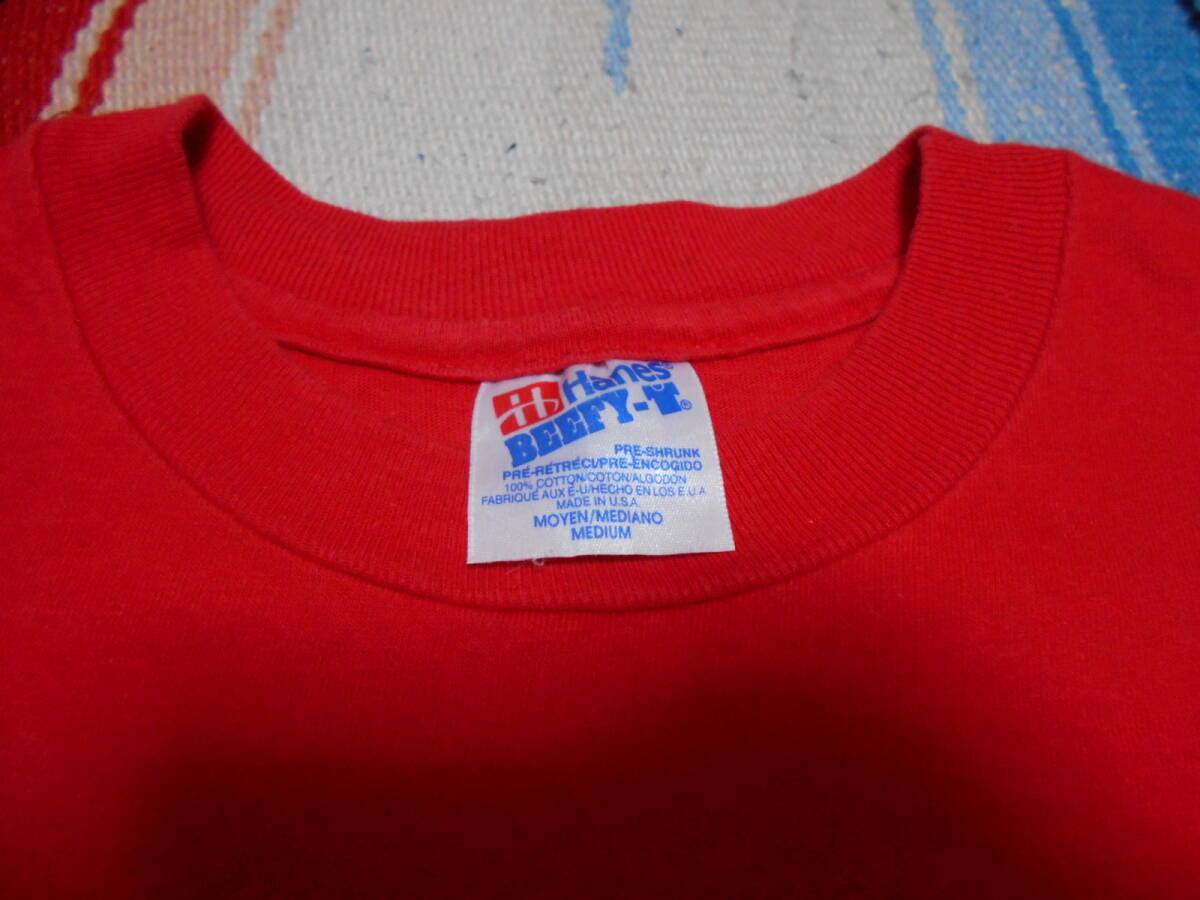 Hanes®
BEEFY-T®
PRE-SHRUNK
PRÉ-RÉTRÉCI/PRE-ENCOGIDO
100% COTTON/COTON/ALGODON
FABRIQUÉ AUX E-U/HECHO EN LOS E.U.A
MADE IN U.S.A.
MOYEN/MEDIANO
MEDIUM